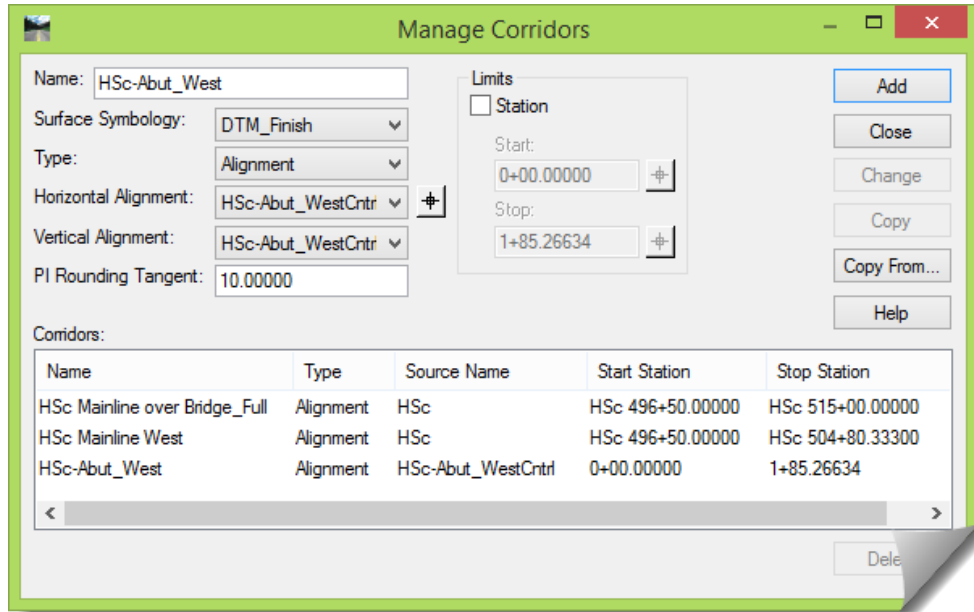 Manage Corridors
Name: HSc-Abut_West
Surface Symbology: DTM_Finish
Type: Alignment
Horizontal Alignment: HSc-Abut_WestCntrl
Vertical Alignment: HSc-Abut_WestCntrl
PI Rounding Tangent: 10.00000
Limits
Station
Start:
0+00.00000
Stop:
1+85.26634
Add
Close
Change
Copy
Copy From...
Help
Corridors:
Name Type Source Name Start Station Stop Station
HSc Mainline over Bridge_Full Alignment HSc HSc 496+50.00000 HSc 515+00.00000
HSc Mainline West Alignment HSc HSc 496+50.00000 HSc 504+80.33300
HSc-Abut_West Alignment HSc-Abut_WestCntrl 0+00.00000 1+85.26634
Dele